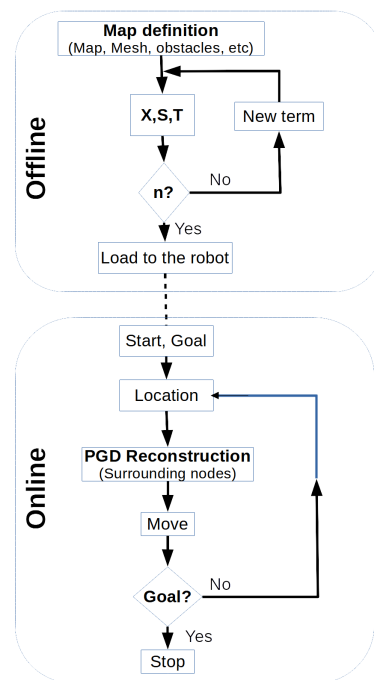 Map definition
(Map, Mesh, obstacles, etc)
X,S,T
New term
Offline
n?
No
Yes
Load to the robot
Start, Goal
Location
PGD Reconstruction
(Surrounding nodes)
Online
Move
Goal?
No
Yes
Stop